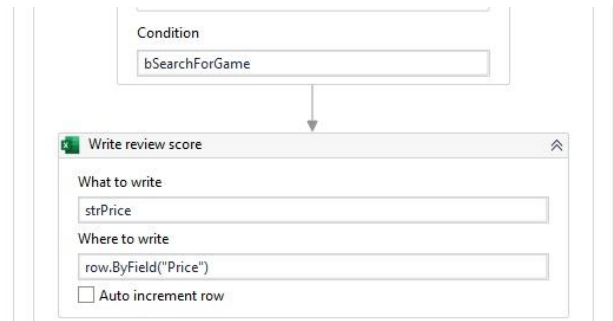 Condition
bSearchForGame
Write review score
What to write
strPrice
Where to write
row.ByField("Price")
Auto increment row